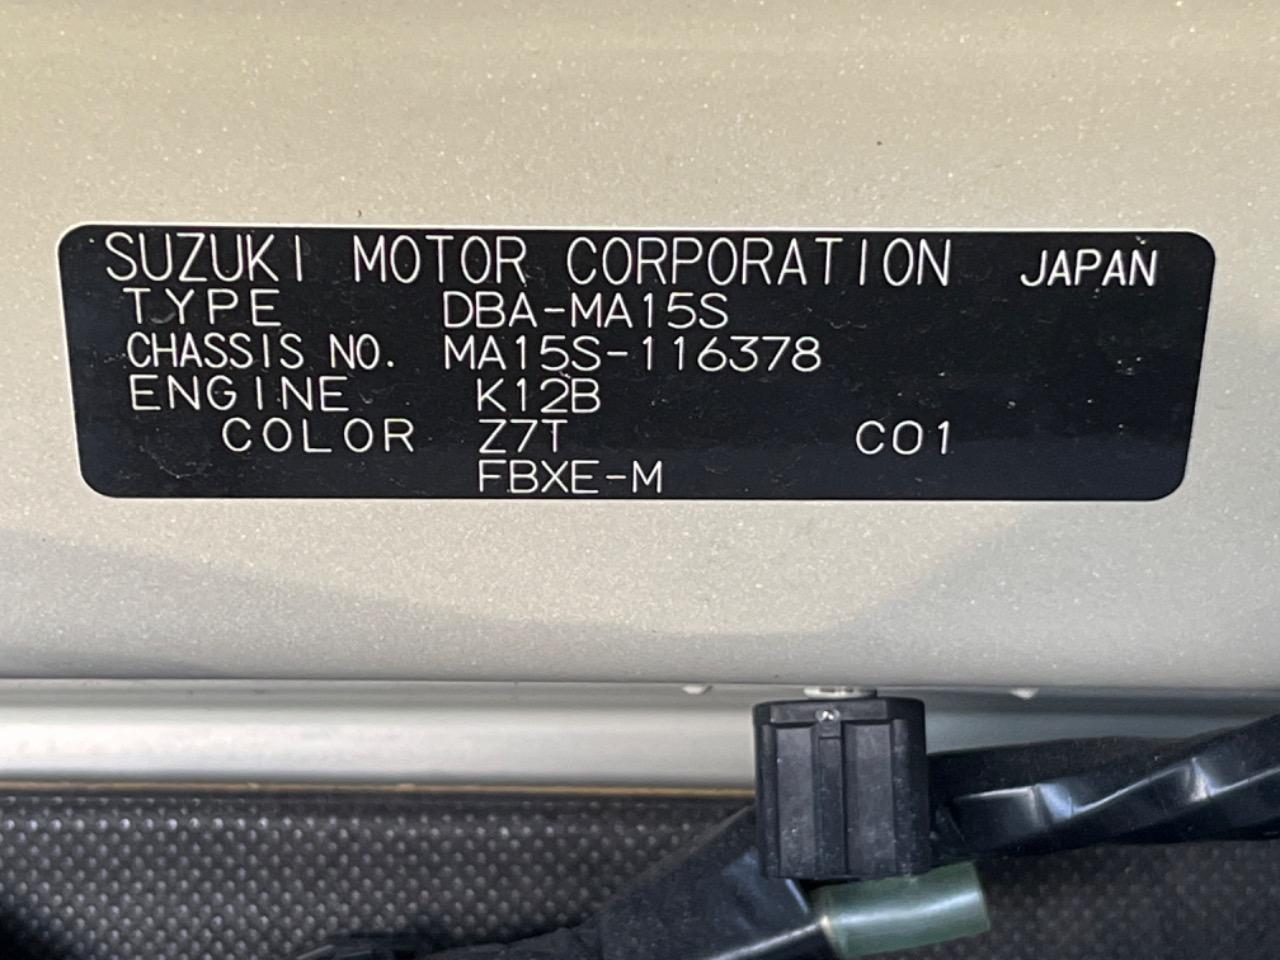 SUZUKI MOTOR CORPORATION JAPAN
TYPE DBA-MA15S
CHASSIS NO. MA15S-116378
ENGINE K12B
COLOR Z7T C01
FBXE-M